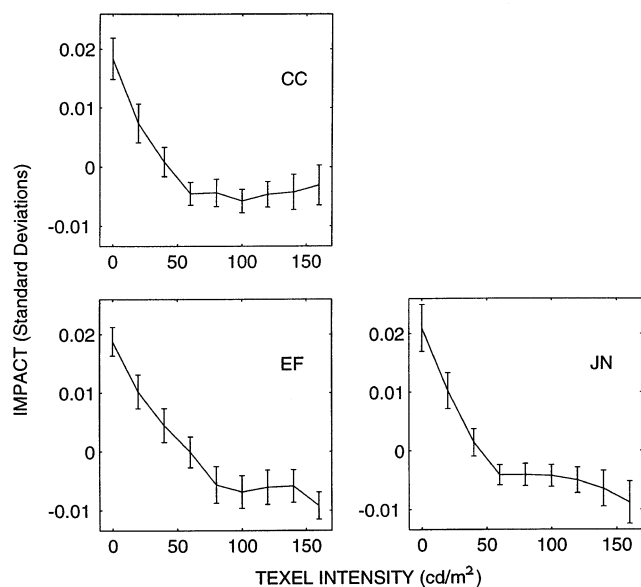 0.02
0.01
0
-0.01
CC
0 50 100 150
IMPACT (Standard Deviations)
0.02
0.01
0
-0.01
EF
0 50 100 150
0.02
0.01
0
-0.01
JN
0 50 100 150
TEXEL INTENSITY (cd/m²)